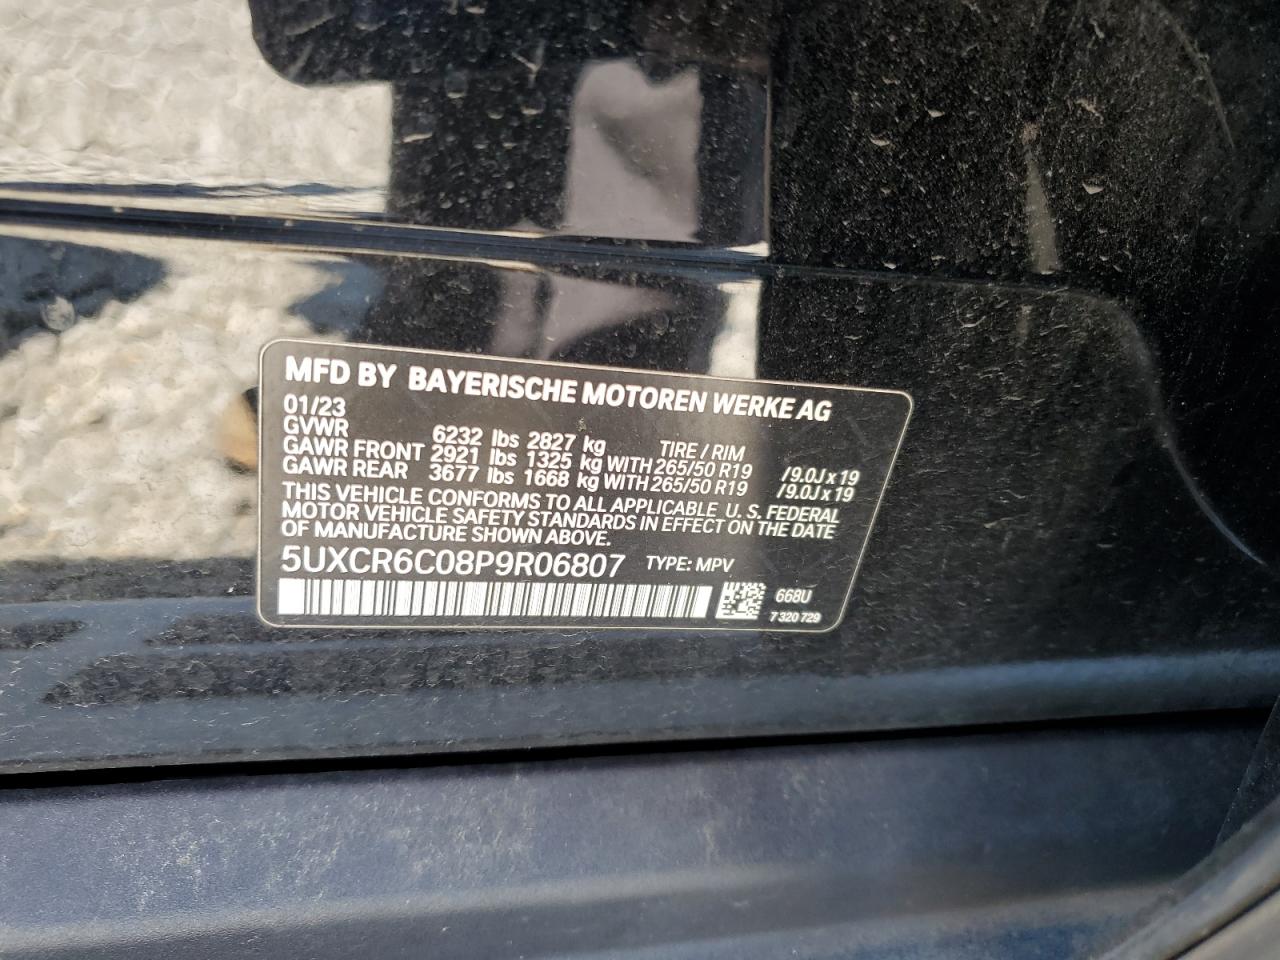 MFD BY BAYERISCHE MOTOREN WERKE AG
01/23
GVWR 6232 lbs 2827 kg TIRE / RIM
GAWR FRONT 2921 lbs 1325 kg WITH 265/50 R19 /9.0J x 19
GAWR REAR 3677 lbs 1668 kg WITH 265/50 R19 /9.0J x 19
THIS VEHICLE CONFORMS TO ALL APPLICABLE U. S. FEDERAL
MOTOR VEHICLE SAFETY STANDARDS IN EFFECT ON THE DATE
OF MANUFACTURE SHOWN ABOVE.
5UXCR6C08P9R06807 TYPE: MPV
668U
7 320 729